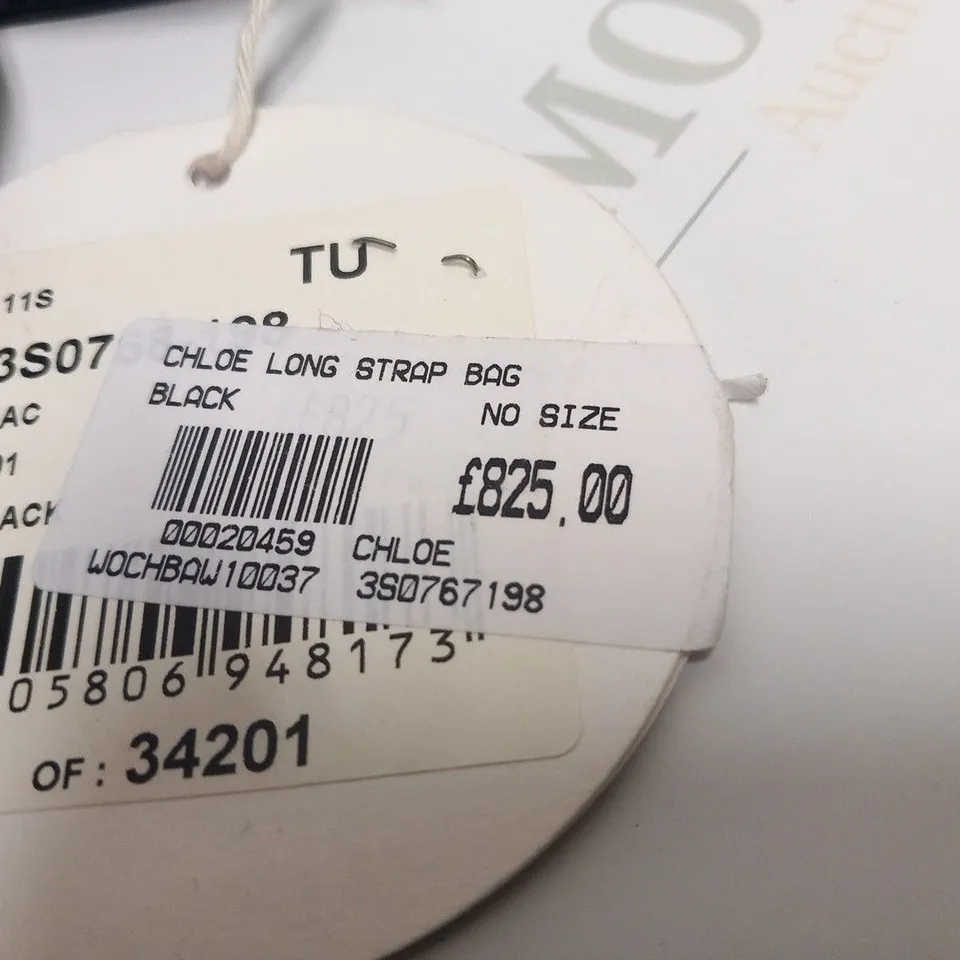 MO
Aucti
TU
11S
3S07
AC
ACK
CHLOE LONG STRAP BAG
BLACK NO SIZE
£825.00
00020459 CHLOE
WOCHBAW10037 3S0767198
05806 948173
OF: 34201